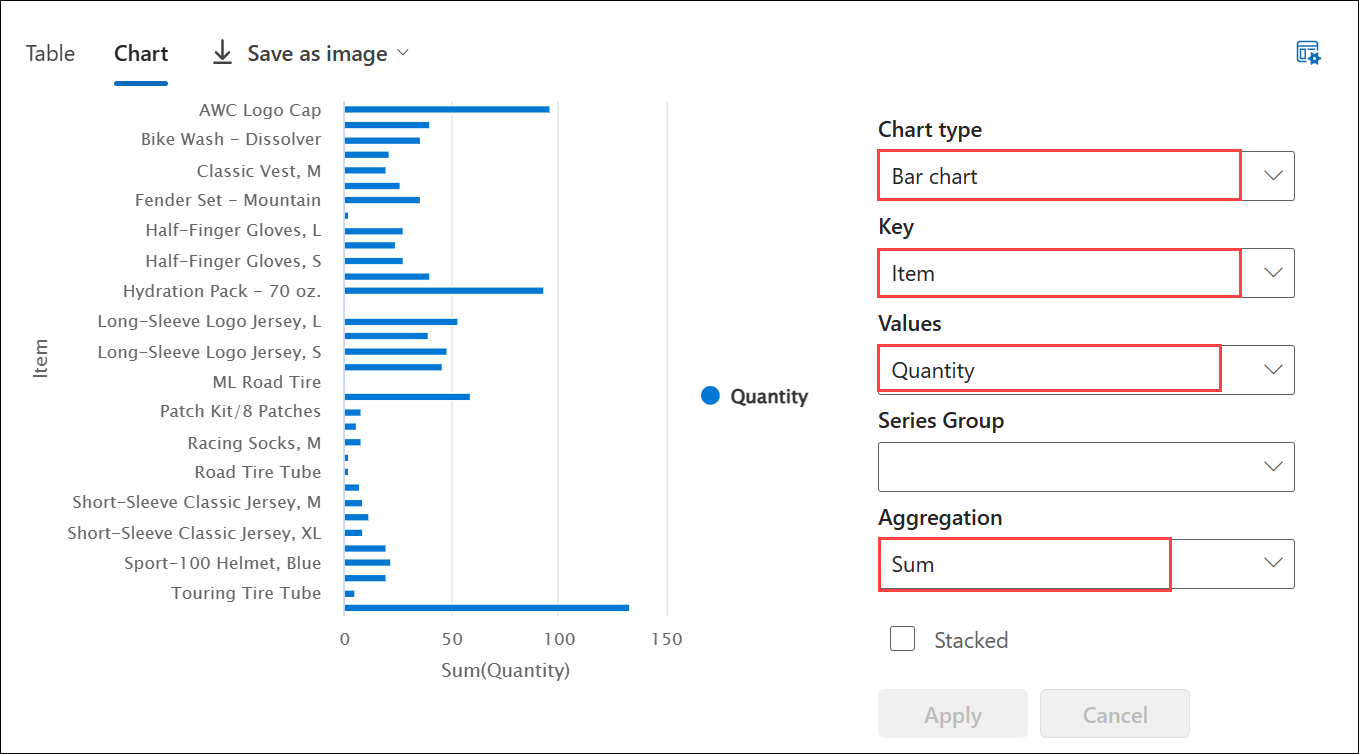 Table
Chart
Save as image
AWC Logo Cap
Bike Wash - Dissolver
Classic Vest, M
Fender Set - Mountain
Half-Finger Gloves, L
Half-Finger Gloves, S
Hydration Pack - 70 oz.
Long-Sleeve Logo Jersey, L
Long-Sleeve Logo Jersey, S
ML Road Tire
Patch Kit/8 Patches
Racing Socks, M
Road Tire Tube
Short-Sleeve Classic Jersey, M
Short-Sleeve Classic Jersey, XL
Sport-100 Helmet, Blue
Touring Tire Tube
Item
0 50 100 150
Sum(Quantity)
Quantity
Chart type
Bar chart
Key
Item
Values
Quantity
Series Group
Aggregation
Sum
Stacked
Apply
Cancel